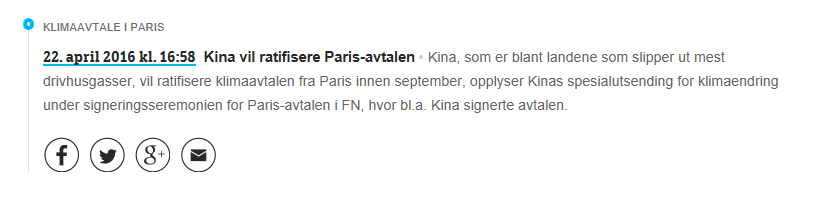 KLIMAAVTALE I PARIS
22. april 2016 kl. 16:58 Kina vil ratifisere Paris-avtalen • Kina, som er blant landene som slipper ut mest
drivhusgasser, vil ratifisere klimaavtalen fra Paris innen september, opplyser Kinas spesialutsending for klimaendring
under signeringsseremonien for Paris-avtalen i FN, hvor bl.a. Kina signerte avtalen.
f g+